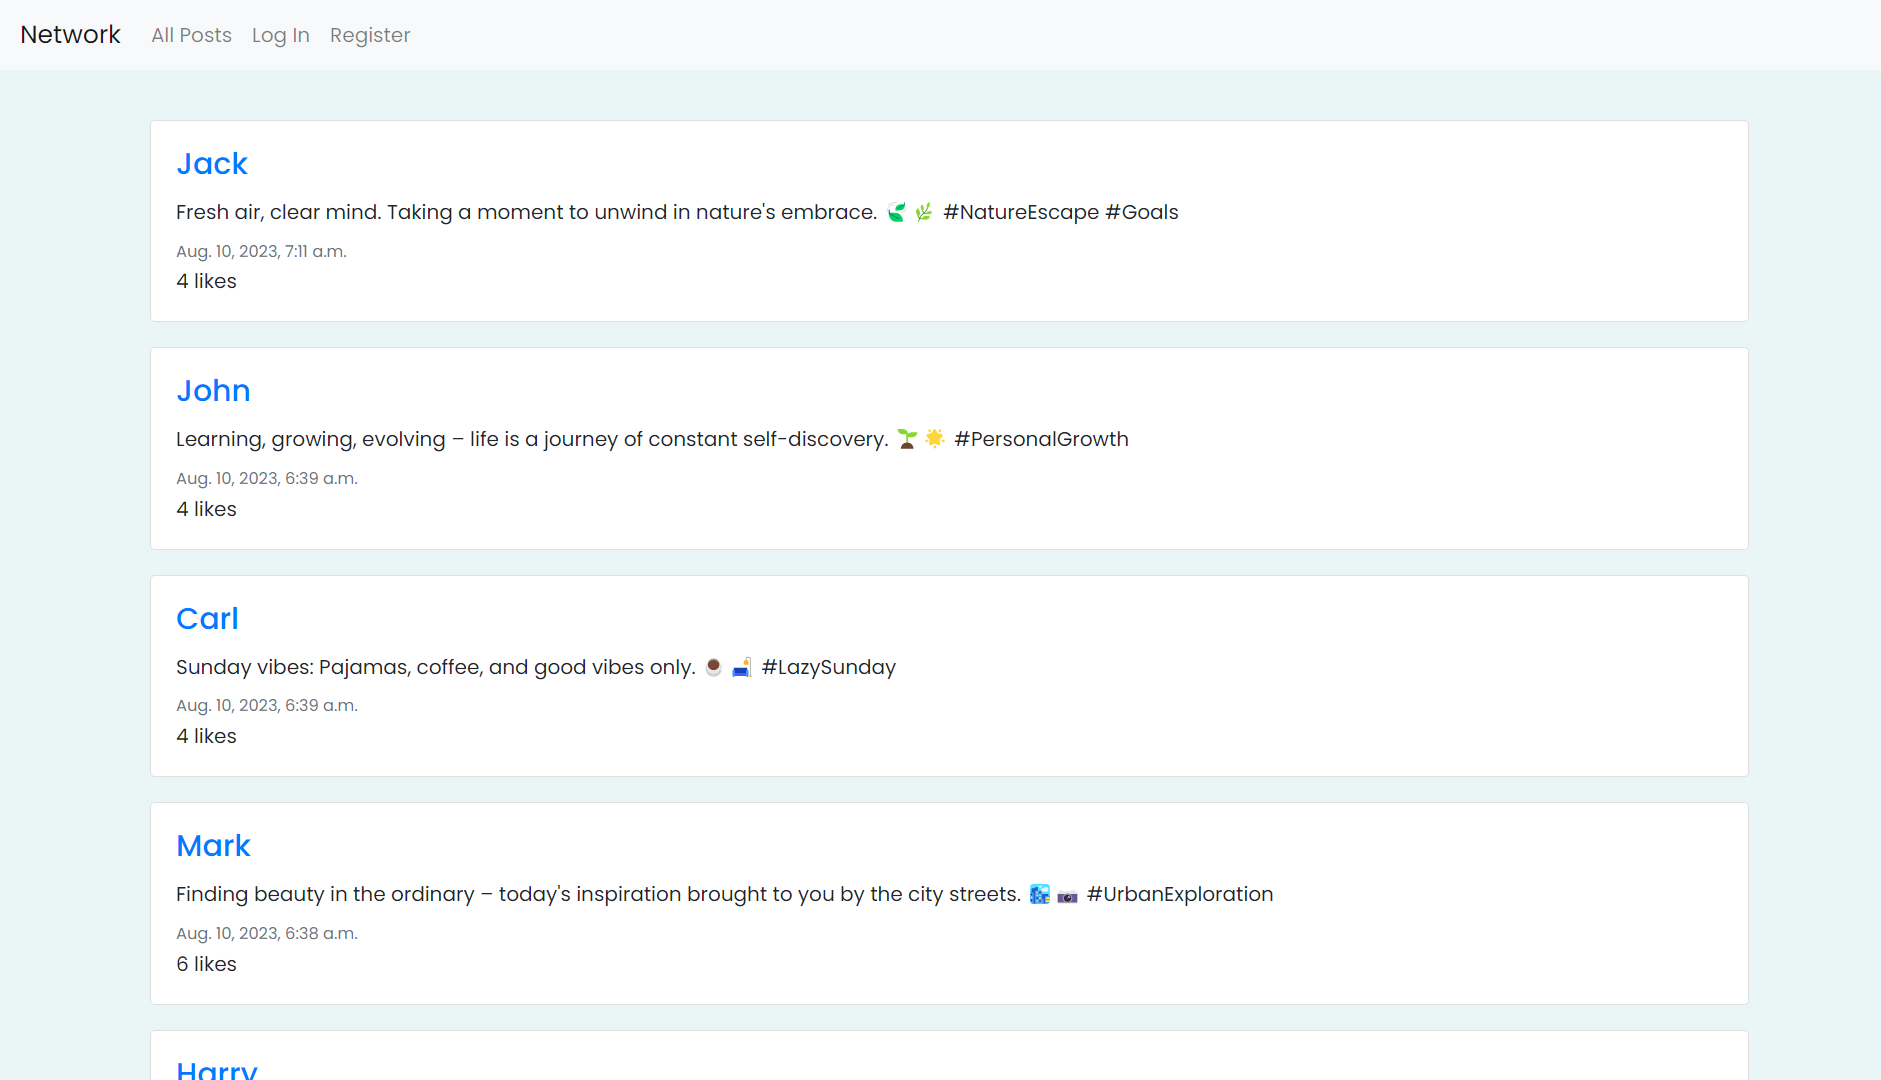 Network All Posts Log In Register
Jack
Fresh air, clear mind. Taking a moment to unwind in nature's embrace. 🍃🌿 #NatureEscape #Goals
Aug. 10, 2023, 7:11 a.m.
4 likes
John
Learning, growing, evolving – life is a journey of constant self-discovery. 🌱🌟 #PersonalGrowth
Aug. 10, 2023, 6:39 a.m.
4 likes
Carl
Sunday vibes: Pajamas, coffee, and good vibes only. ☕🛋️ #LazySunday
Aug. 10, 2023, 6:39 a.m.
4 likes
Mark
Finding beauty in the ordinary – today's inspiration brought to you by the city streets. 🏙️📷 #UrbanExploration
Aug. 10, 2023, 6:38 a.m.
6 likes
Harry